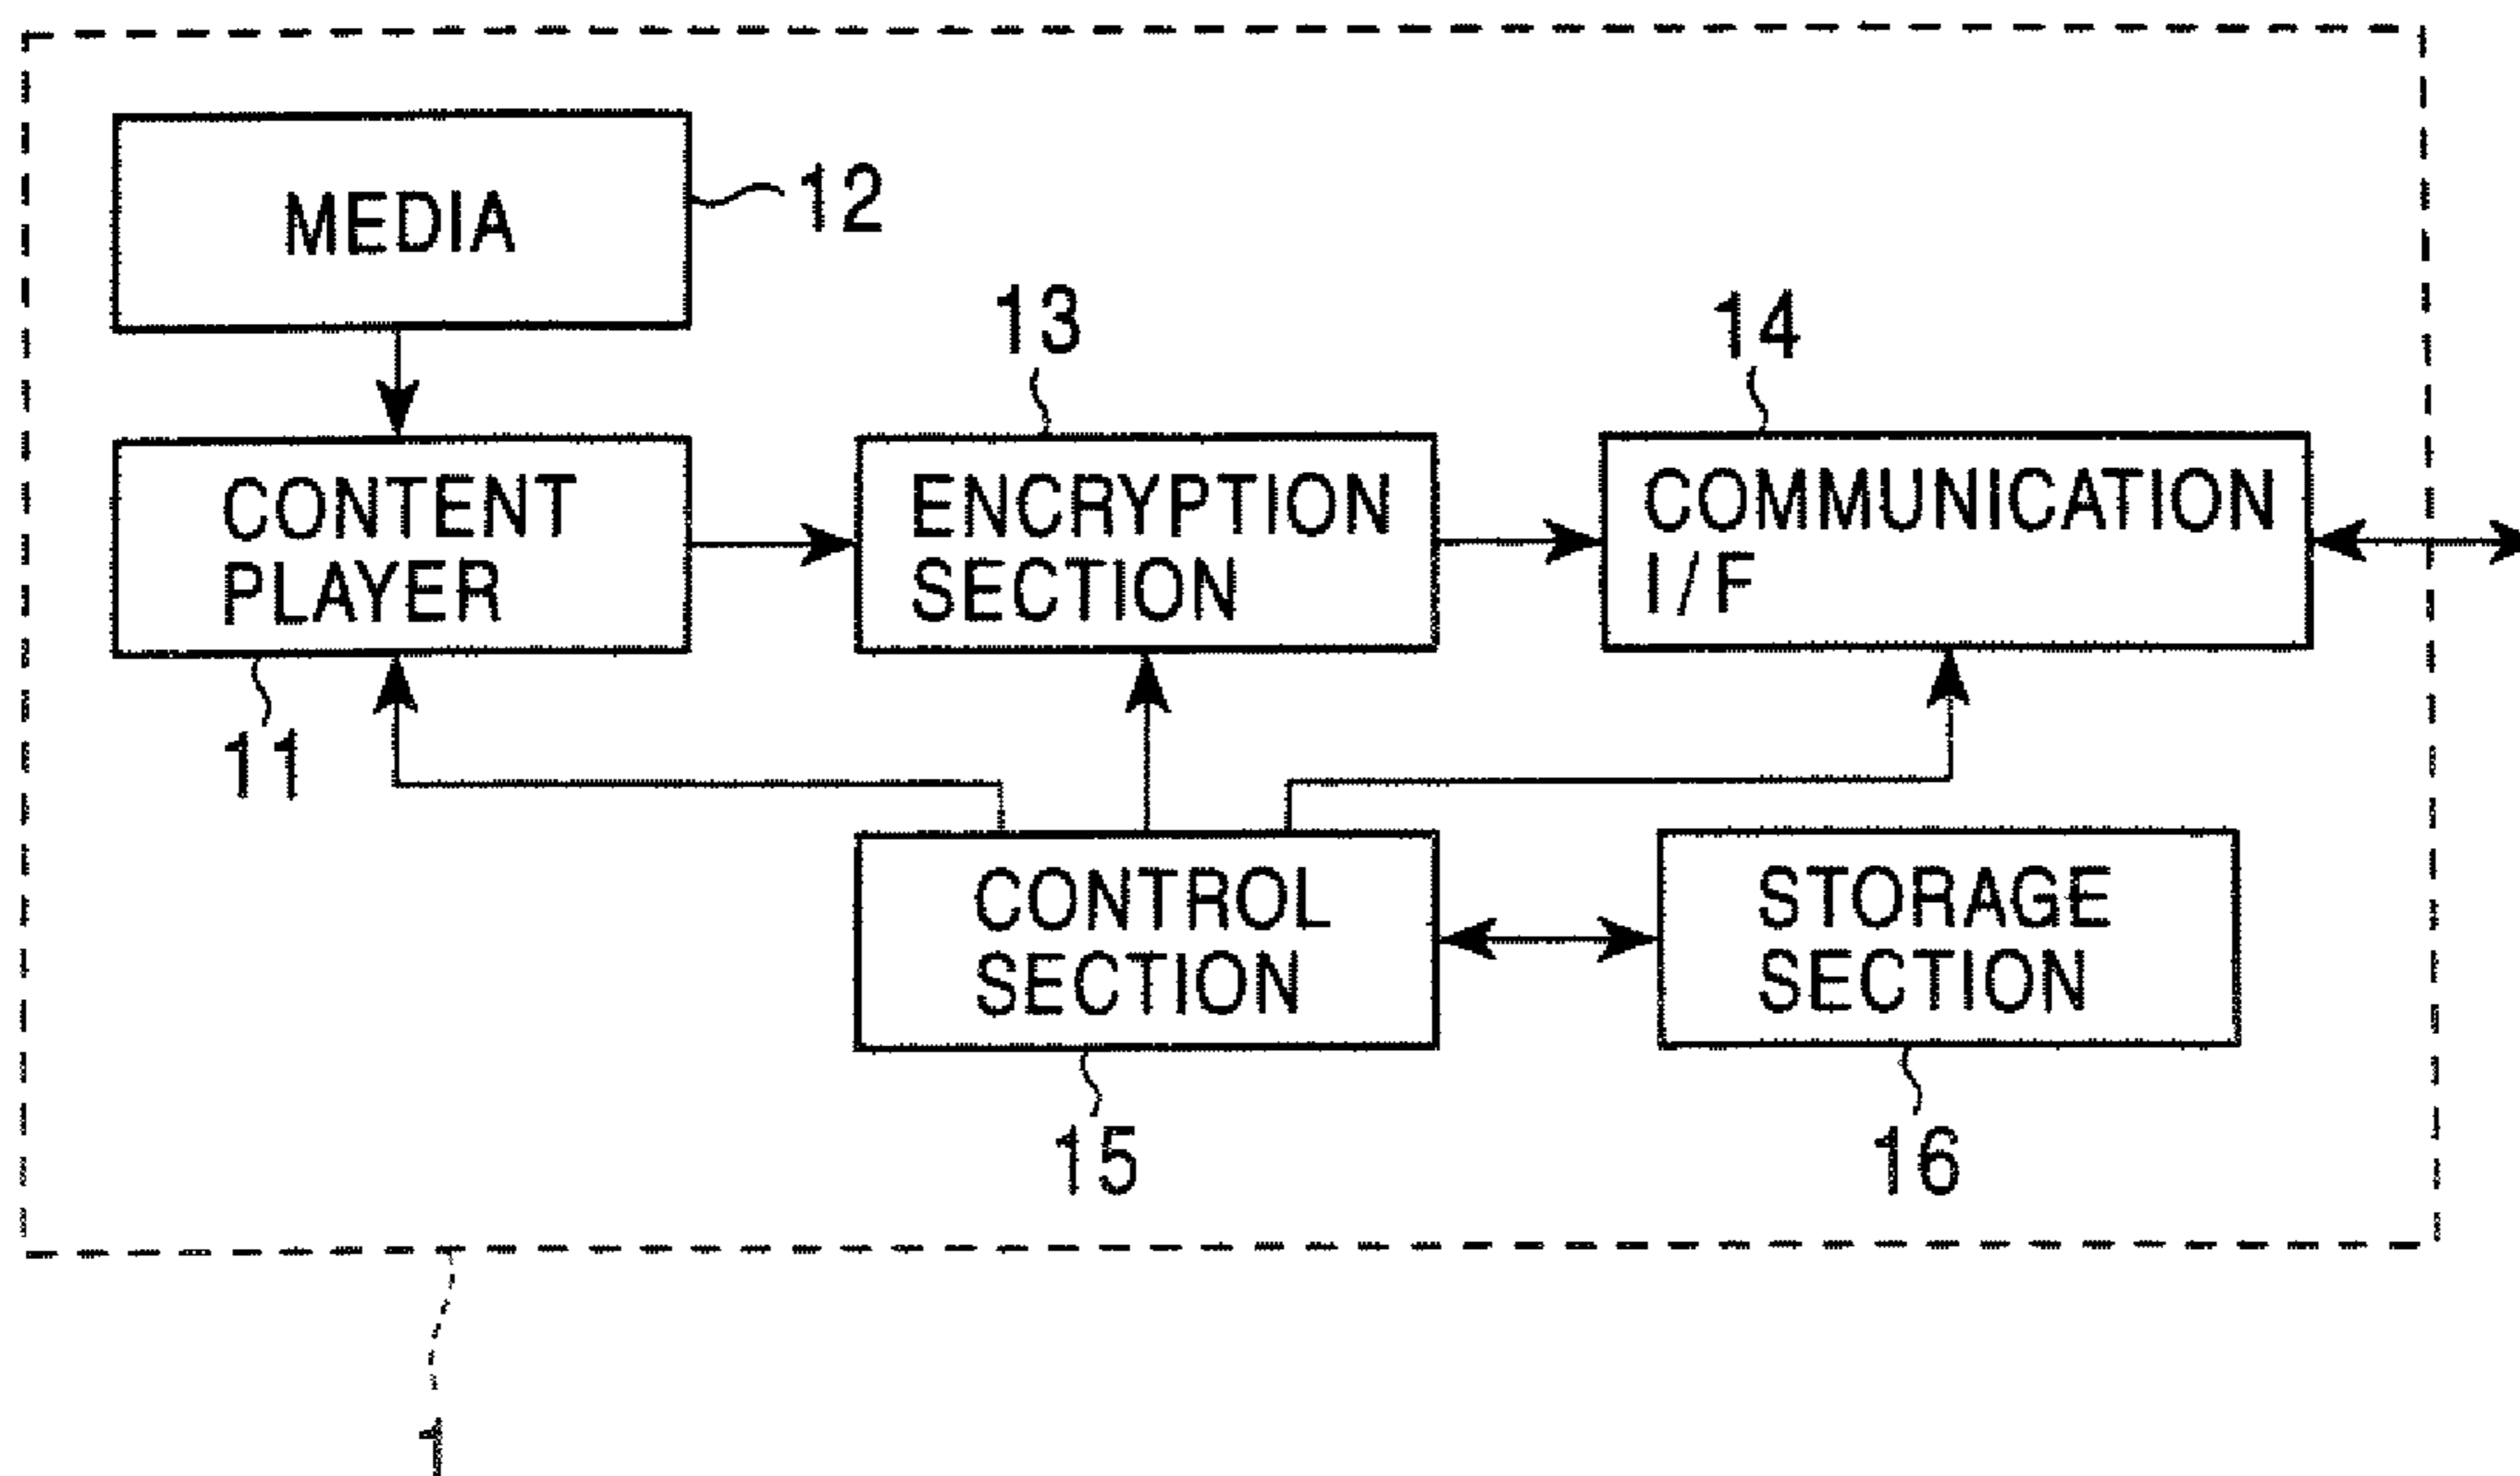 MEDIA
12
13
14
CONTENT
PLAYER
ENCRYPTION
SECTION
COMMUNICATION
I/F
11
CONTROL
SECTION
STORAGE
SECTION
15
16
1